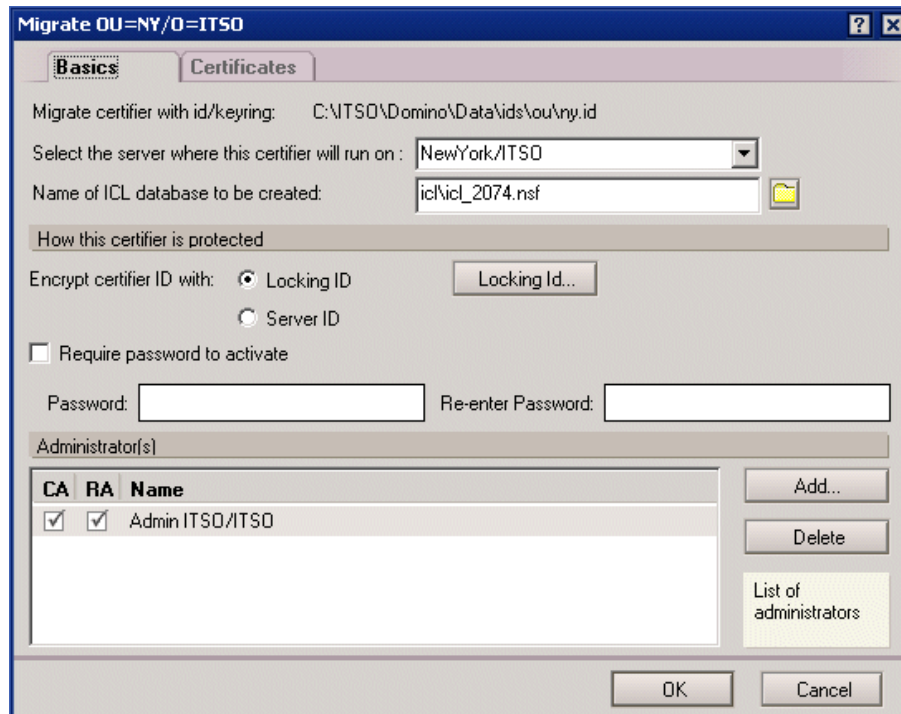 Migrate OU=NY/O=ITSO
Basics Certificates
Migrate certifier with id/keyring: C:\ITSO\Domino\Data\ids\ou\ny.id
Select the server where this certifier will run on : NewYork/ITSO
Name of ICL database to be created: icl\icl_2074.nsf
How this certifier is protected
Encrypt certifier ID with: Locking ID Locking Id...
Server ID
Require password to activate
Password: Re-enter Password:
Administrator(s)
CA RA Name Add...
Admin ITSO/ITSO
Delete
List of
administrators
OK Cancel